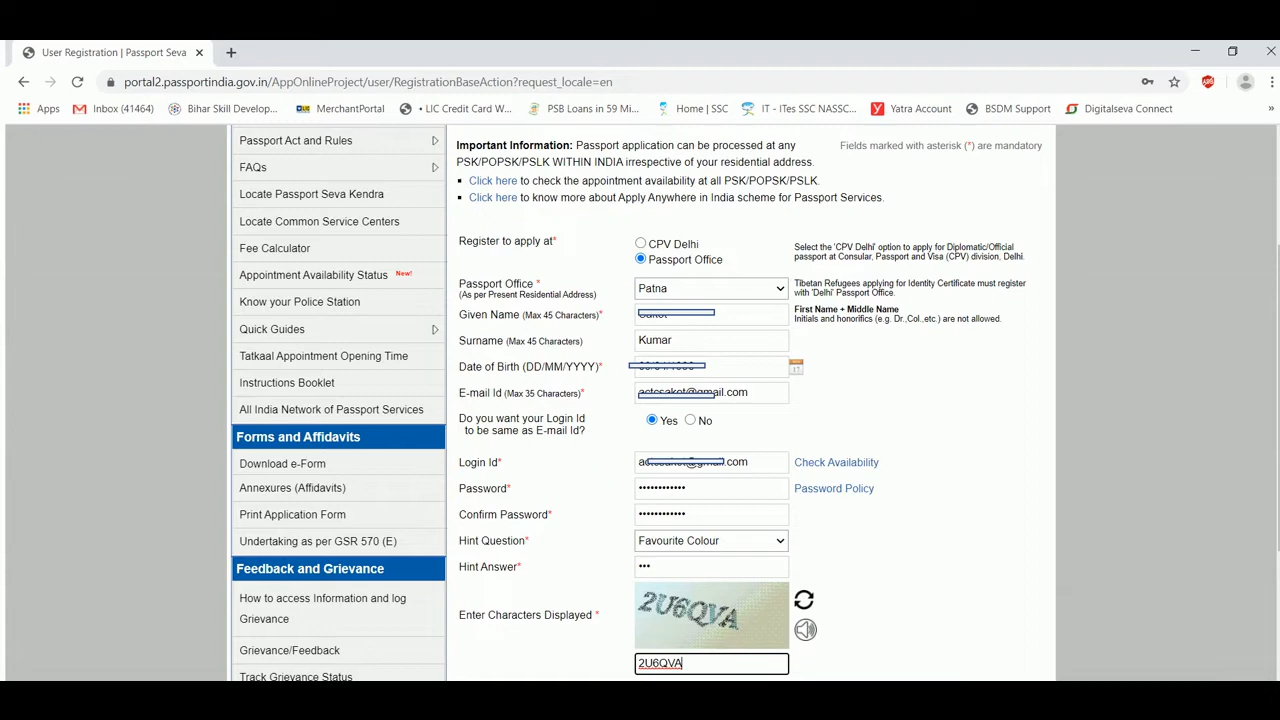 User Registration | Passport Seva
portal2.passportindia.gov.in/AppOnlineProject/user/RegistrationBaseAction?request_locale=en
Apps Inbox (41464) Bihar Skill Develop... MerchantPortal • LIC Credit Card W... PSB Loans in 59 Mi... Home | SSC IT - ITes SSC NASSC... Yatra Account BSDM Support Digitalseva Connect »
Passport Act and Rules
FAQs
Locate Passport Seva Kendra
Locate Common Service Centers
Fee Calculator
Appointment Availability Status New!
Know your Police Station
Quick Guides
Tatkaal Appointment Opening Time
Instructions Booklet
All India Network of Passport Services
Forms and Affidavits
Download e-Form
Annexures (Affidavits)
Print Application Form
Undertaking as per GSR 570 (E)
Feedback and Grievance
How to access Information and log
Grievance
Grievance/Feedback
Track Grievance Status
Important Information: Passport application can be processed at any
PSK/POPSK/PSLK WITHIN INDIA irrespective of your residential address.
Fields marked with asterisk (*) are mandatory
Click here to check the appointment availability at all PSK/POPSK/PSLK.
Click here to know more about Apply Anywhere in India scheme for Passport Services.
Register to apply at*
CPV Delhi
Passport Office
Select the 'CPV Delhi' option to apply for Diplomatic/Official
passport at Consular, Passport and Visa (CPV) division, Delhi.
Passport Office *
(As per Present Residential Address)
Patna
Tibetan Refugees applying for Identity Certificate must register
with 'Delhi' Passport Office.
Given Name (Max 45 Characters)*
First Name + Middle Name
Initials and honorifics (e.g. Dr.,Col.,etc.) are not allowed.
Surname (Max 45 Characters)
Kumar
Date of Birth (DD/MM/YYYY)*
E-mail Id (Max 35 Characters)*
Do you want your Login Id
to be same as E-mail Id?
Yes No
Login Id*
Check Availability
Password*
••••••••••••
Password Policy
Confirm Password*
••••••••••••
Hint Question*
Favourite Colour
Hint Answer*
•••
Enter Characters Displayed *
2U6QVA
2U6QVA